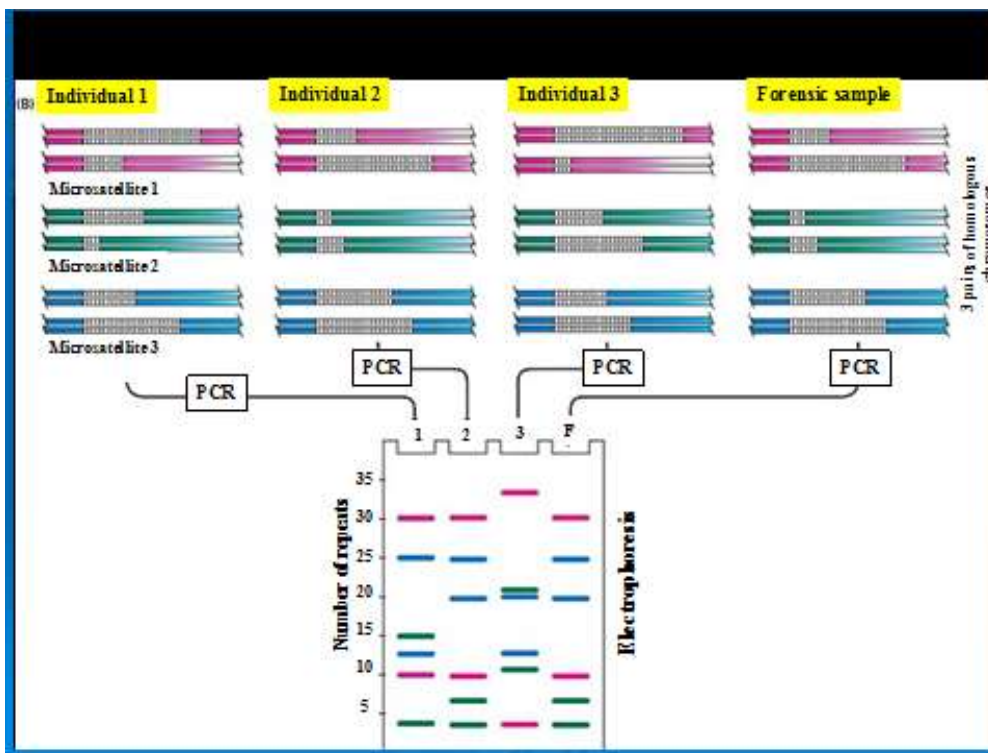 (B)
Individual 1
Individual 2
Individual 3
Forensic sample
Microsatellite 1
Microsatellite 2
Microsatellite 3
3 pairs of homologous
PCR
PCR
PCR
PCR
1
2
3
F
Number of repeats
35
30
25
20
15
10
5
Electrophoresis